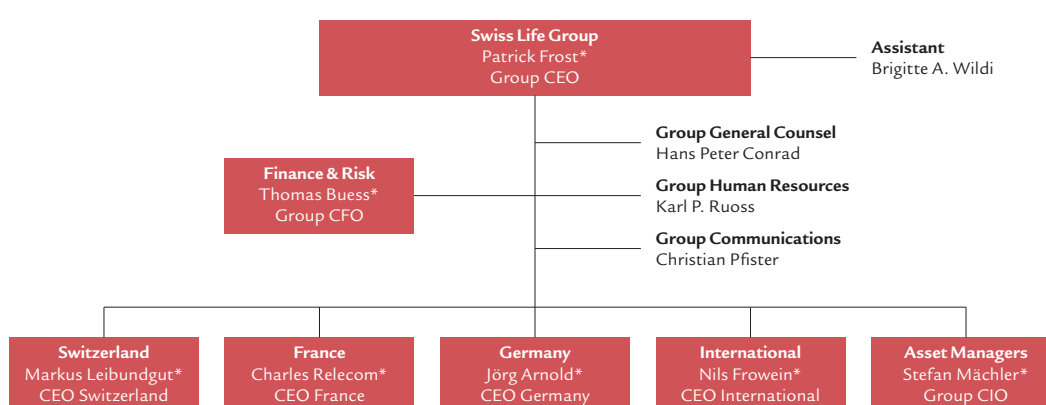 Swiss Life Group
Patrick Frost*
Group CEO
Assistant
Brigitte A. Wildi
Group General Counsel
Hans Peter Conrad
Finance & Risk
Thomas Buess*
Group CFO
Group Human Resources
Karl P. Ruoss
Group Communications
Christian Pfister
Switzerland
Markus Leibundgut*
CEO Switzerland
France
Charles Relecom*
CEO France
Germany
Jörg Arnold*
CEO Germany
International
Nils Frowein*
CEO International
Asset Managers
Stefan Mächler*
Group CIO